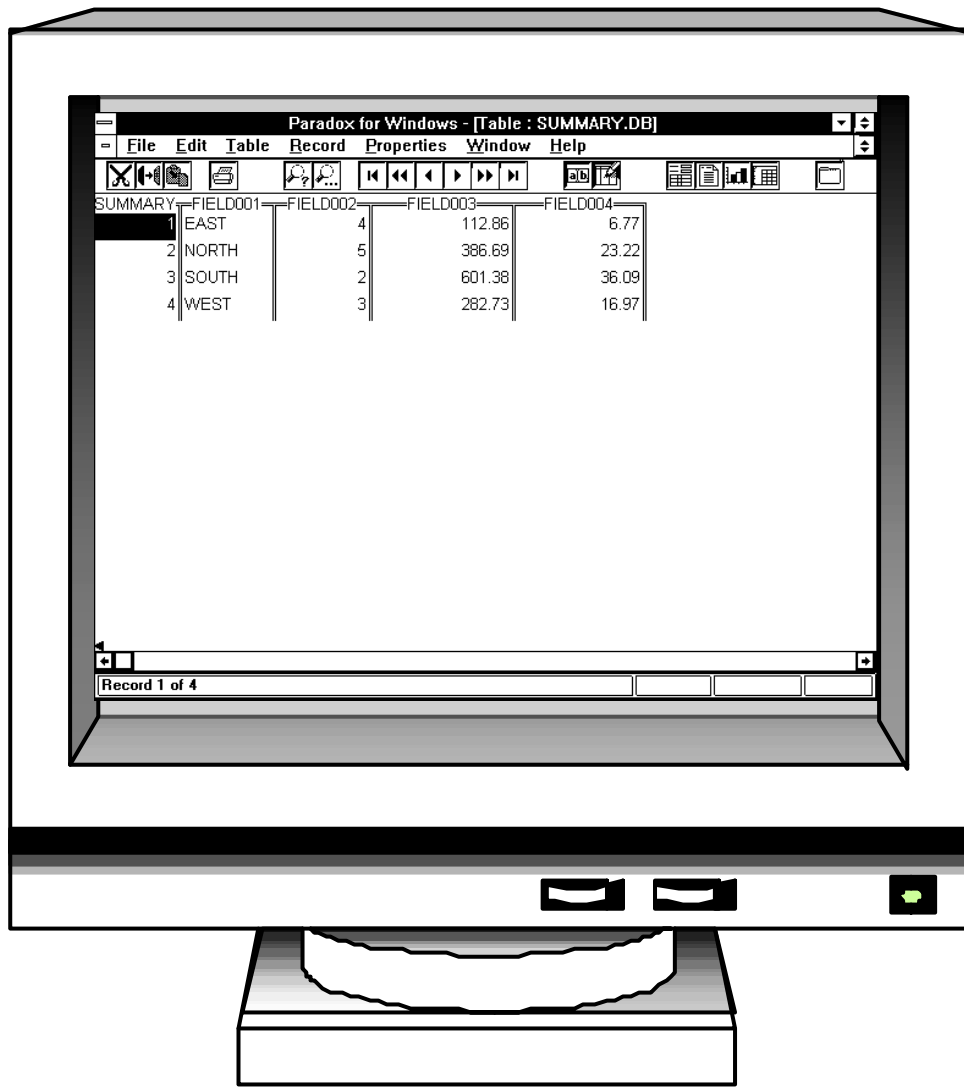 Paradox for Windows - [Table : SUMMARY.DB]
File Edit Table Record Properties Window Help
SUMMARY FIELD001 FIELD002 FIELD003 FIELD004
1 EAST 4 112.86 6.77
2 NORTH 5 386.69 23.22
3 SOUTH 2 601.38 36.09
4 WEST 3 282.73 16.97
Record 1 of 4